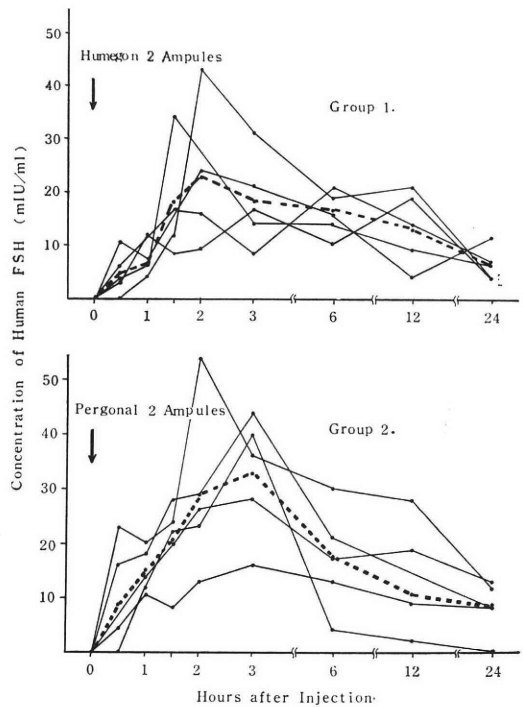 50
Humegon 2 Ampules
40
Group 1.
30
20
10
0 1 2 3 6 12 24
Concentration of Human FSH (mIU/ml)
50
Pergonal 2 Ampules
40
Group 2.
30
20
10
0 1 2 3 6 12 24
Hours after Injection.